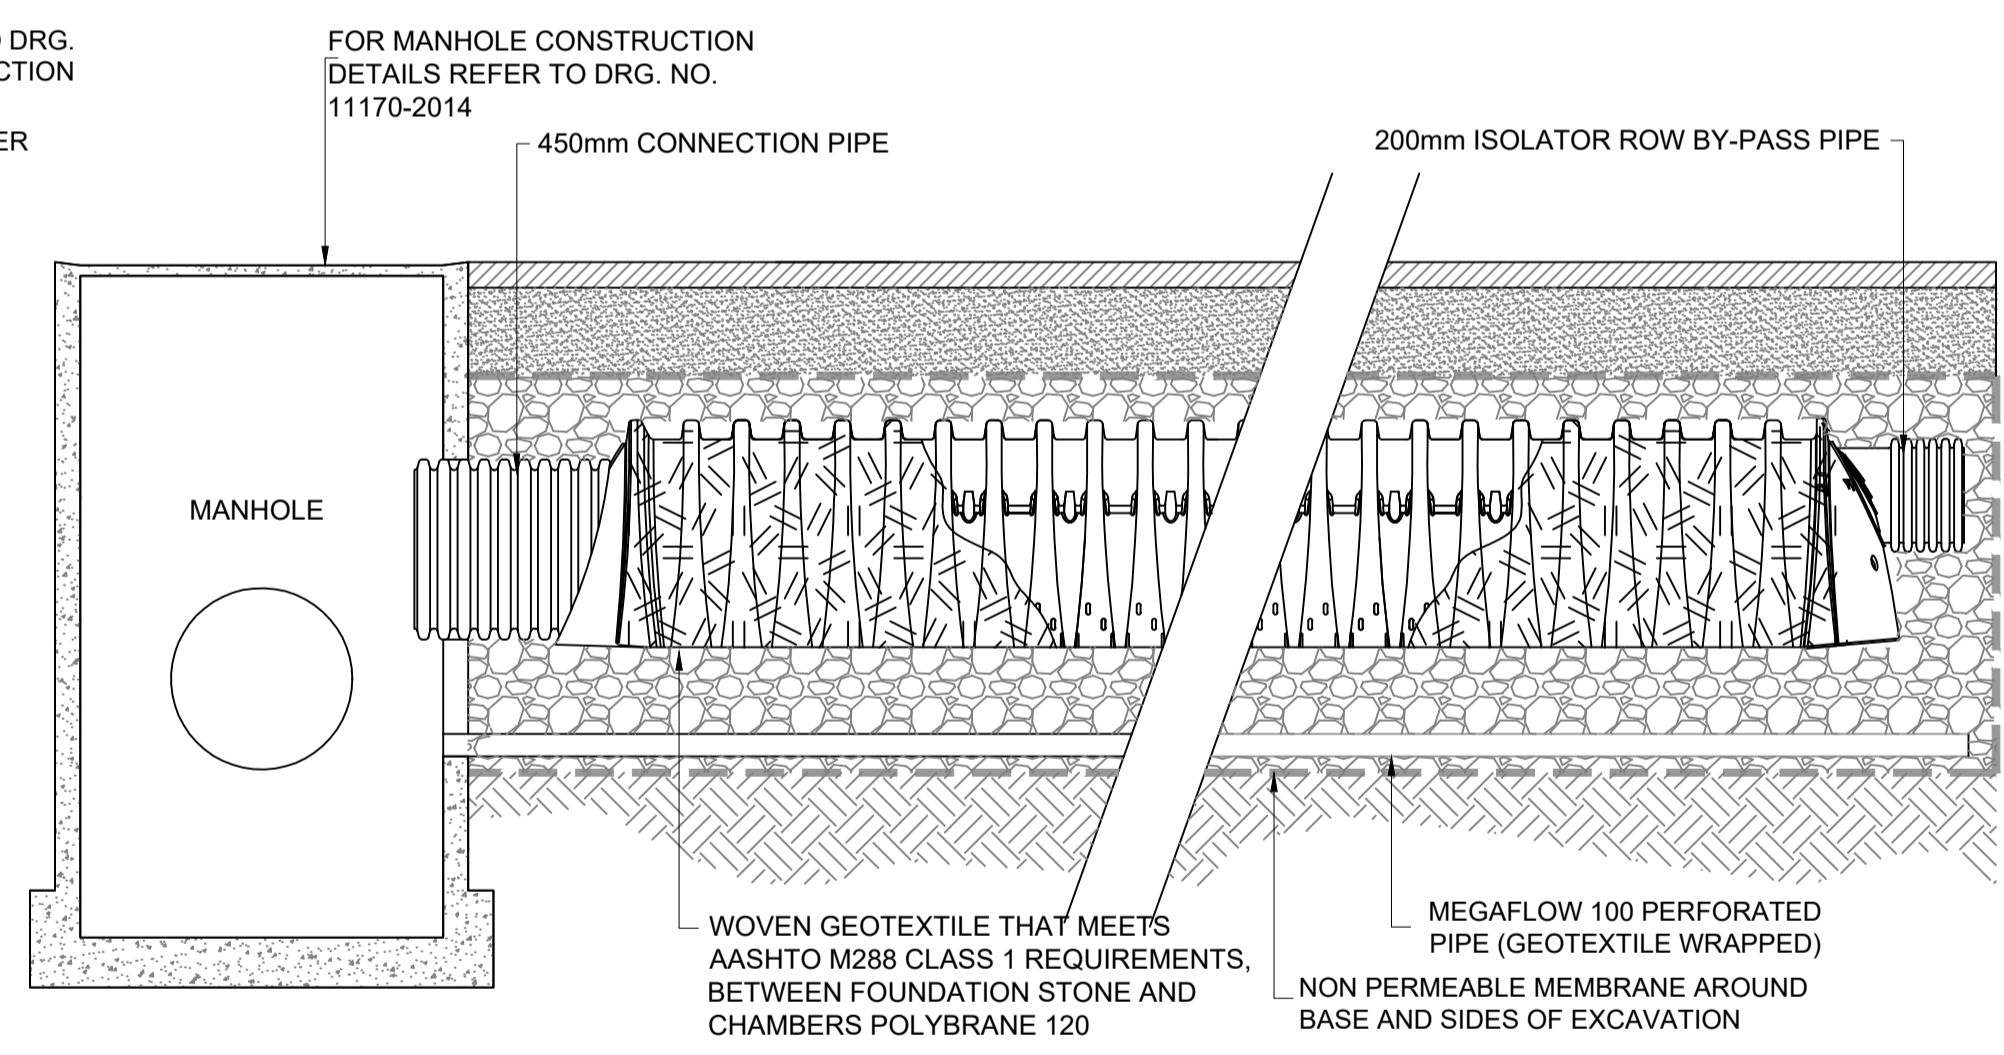 DRG.
FOR MANHOLE CONSTRUCTION
DETAILS REFER TO DRG. NO.
11170-2014
450mm CONNECTION PIPE
200mm ISOLATOR ROW BY-PASS PIPE
MANHOLE
WOVEN GEOTEXTILE THAT MEETS
AASHTO M288 CLASS 1 REQUIREMENTS,
BETWEEN FOUNDATION STONE AND
CHAMBERS POLYBRANE 120
MEGAFLOW 100 PERFORATED
PIPE (GEOTEXTILE WRAPPED)
NON PERMEABLE MEMBRANE AROUND
BASE AND SIDES OF EXCAVATION